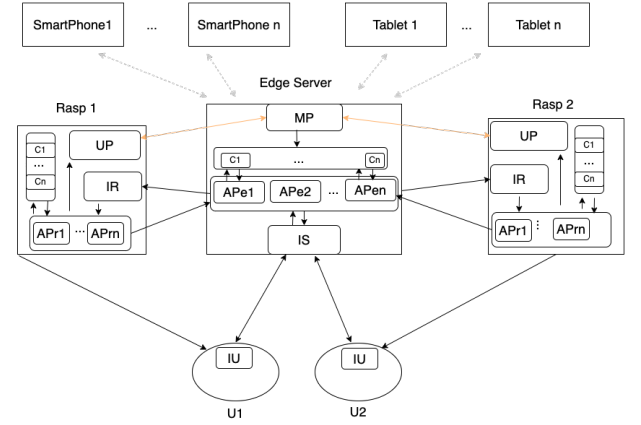 SmartPhone1
...
SmartPhone n
Tablet 1
...
Tablet n
Edge Server
Rasp 1
Rasp 2
MP
UP
C1
...
Cn
IR
APr1
...
APrn
C1
...
Cn
APe1
APe2
...
APen
IS
UP
C1
...
Cn
IR
APr1
...
APrn
IU
IU
U1
U2